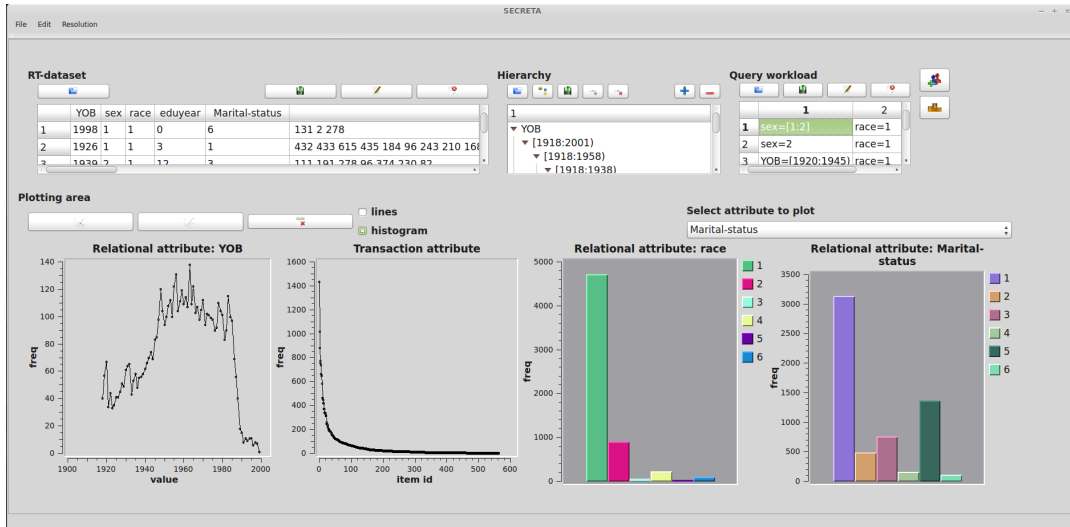 SECRETA
File Edit Resolution
RT-dataset
YOB sex race eduyear Marital-status
1 1998 1 1 0 6 131 2 278
2 1926 1 1 3 1 432 433 615 435 184 96 243 210 168
3 1939 2 1 12 3 111 191 278 96 374 230 82
Hierarchy
1
YOB
[1918:2001)
[1918:1958)
[1918:1938)
Query workload
1 2
1 sex=[1:2] race=1
2 sex=2 race=1
3 YOB=[1920:1945) race=1
Plotting area
lines
histogram
Select attribute to plot
Marital-status
Relational attribute: YOB
140
120
100
80
60
40
20
0
freq
1900 1920 1940 1960 1980 2000
value
Transaction attribute
1600
1400
1200
1000
800
600
400
200
0
freq
0 100 200 300 400 500 600
item id
Relational attribute: race
5000
4000
3000
2000
1000
0
freq
1
2
3
4
5
6
Relational attribute: Marital-
status
3500
3000
2500
2000
1500
1000
500
0
freq
1
2
3
4
5
6